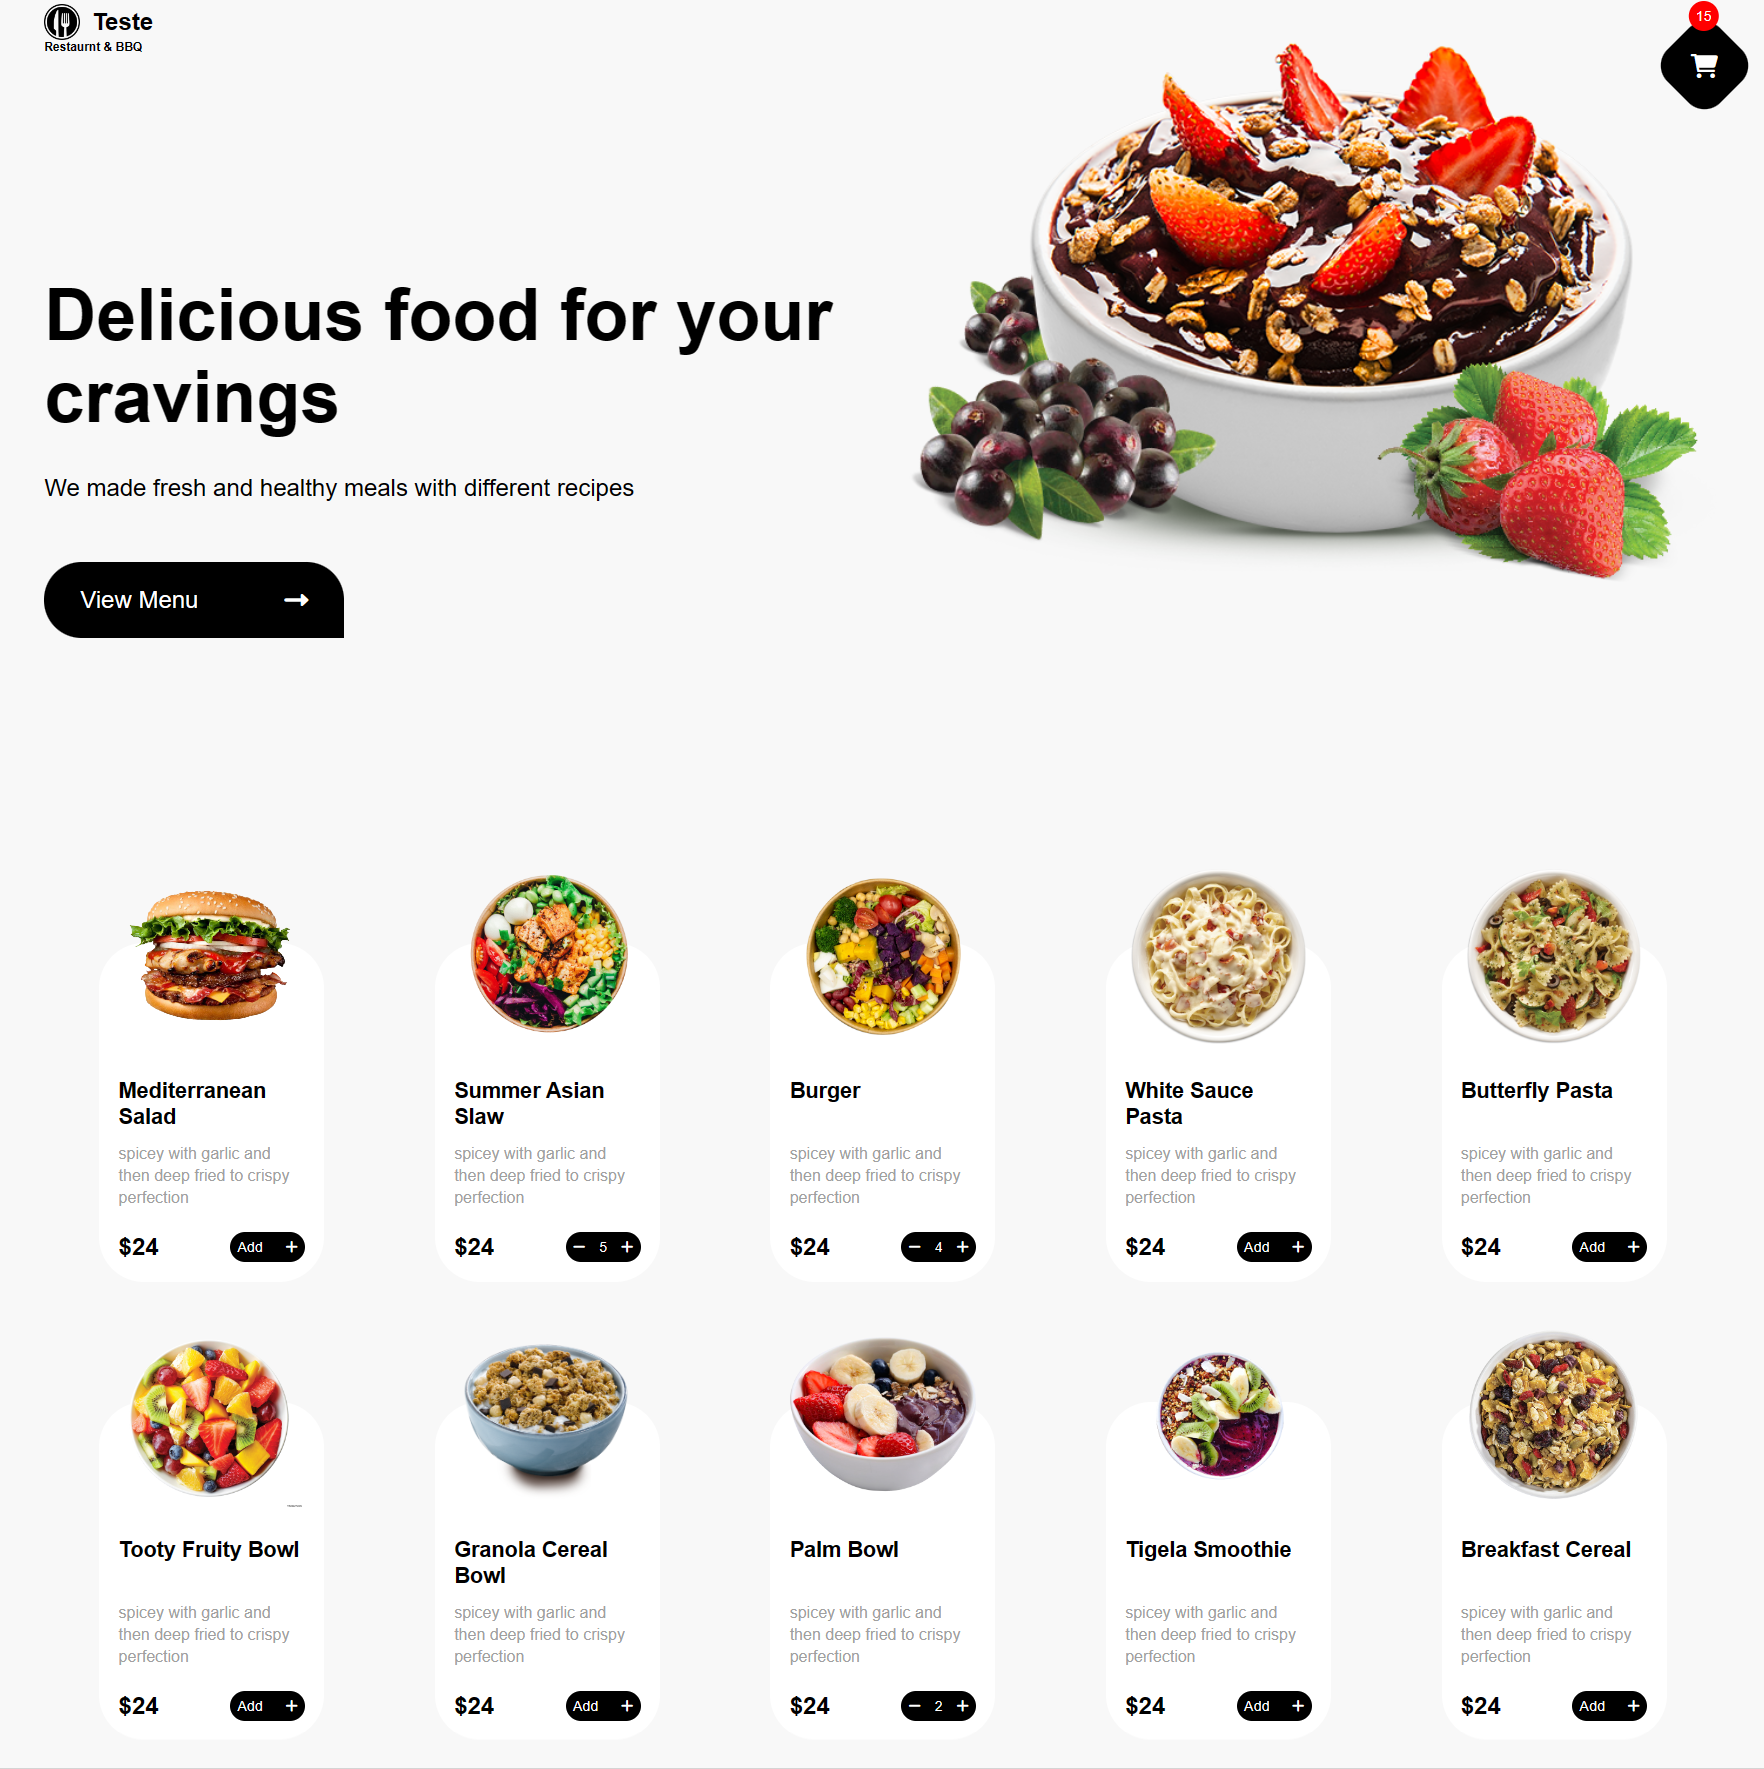 Teste
Restaurnt & BBQ
15
Delicious food for your
cravings
We made fresh and healthy meals with different recipes
View Menu
Mediterranean
Salad
spicey with garlic and
then deep fried to crispy
perfection
$24
Add +
Summer Asian
Slaw
spicey with garlic and
then deep fried to crispy
perfection
$24
− 5 +
Burger
spicey with garlic and
then deep fried to crispy
perfection
$24
− 4 +
White Sauce
Pasta
spicey with garlic and
then deep fried to crispy
perfection
$24
Add +
Butterfly Pasta
spicey with garlic and
then deep fried to crispy
perfection
$24
Add +
Tooty Fruity Bowl
spicey with garlic and
then deep fried to crispy
perfection
$24
Add +
Granola Cereal
Bowl
spicey with garlic and
then deep fried to crispy
perfection
$24
Add +
Palm Bowl
spicey with garlic and
then deep fried to crispy
perfection
$24
− 2 +
Tigela Smoothie
spicey with garlic and
then deep fried to crispy
perfection
$24
Add +
Breakfast Cereal
spicey with garlic and
then deep fried to crispy
perfection
$24
Add +